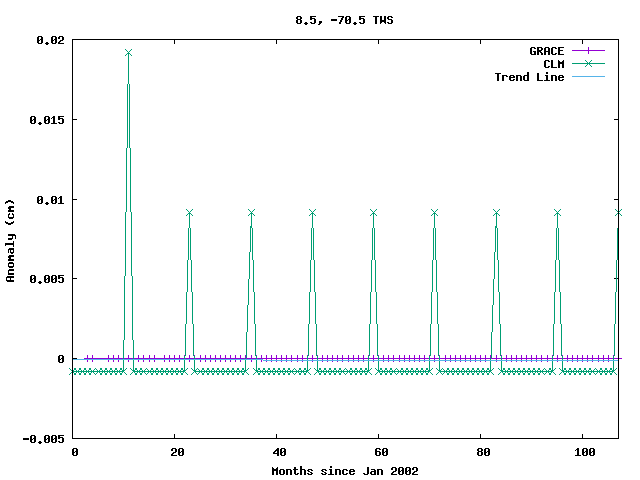 8.5, -70.5 TWS
0.02
GRACE
CLM
Trend Line
0.015
0.01
Anomaly (cm)
0.005
0
-0.005
0 20 40 60 80 100
Months since Jan 2002